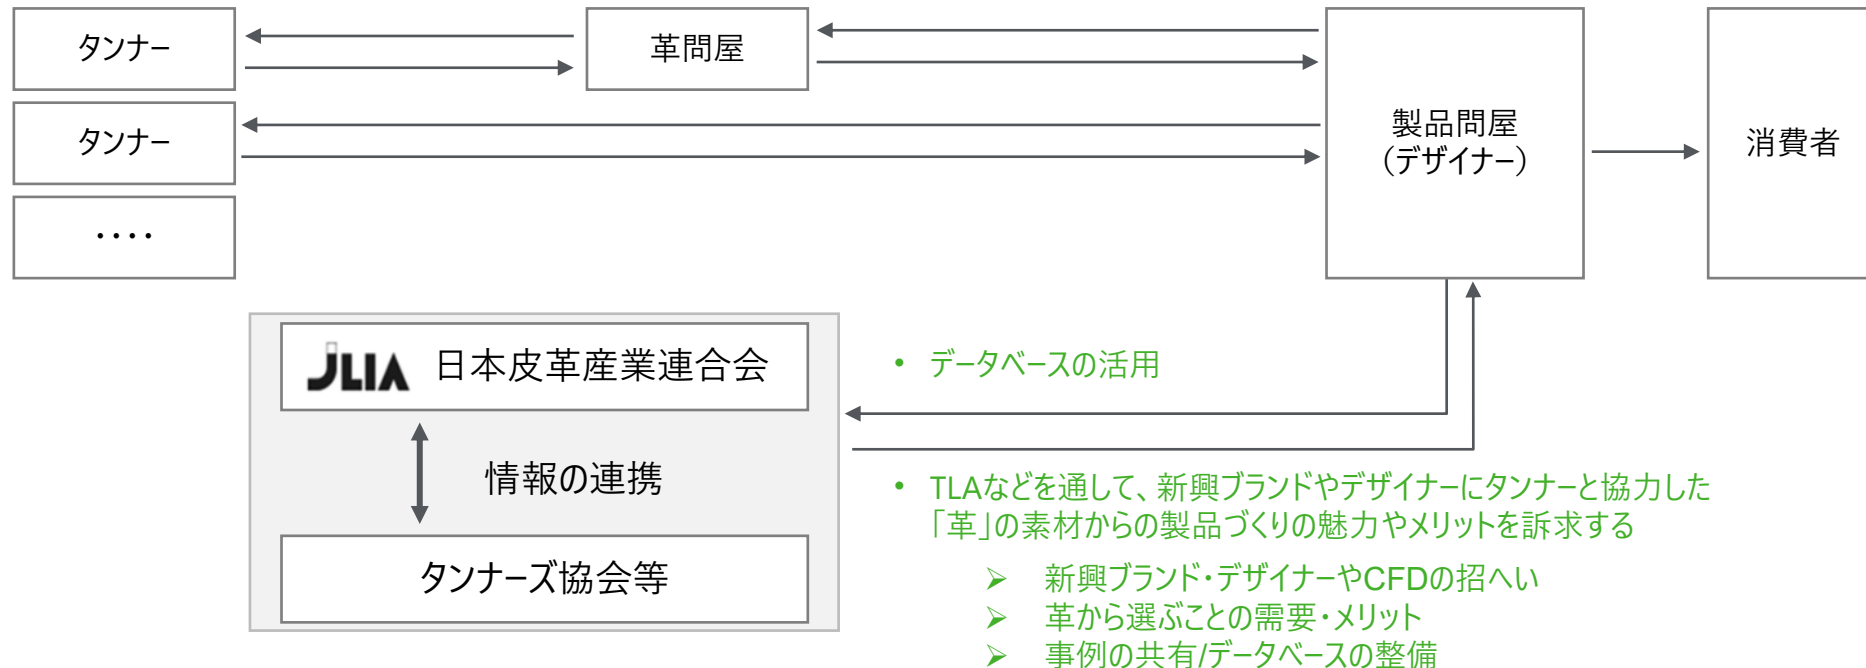 タンナー
革問屋
タンナー
製品問屋
（デザイナー）
消費者
････
JLIA 日本皮革産業連合会
情報の連携
タンナーズ協会等
• データベースの活用
• TLAなどを通して、新興ブランドやデザイナーにタンナーと協力した
「革」の素材からの製品づくりの魅力やメリットを訴求する
➢ 新興ブランド・デザイナーやCFDの招へい
➢ 革から選ぶことの需要・メリット
➢ 事例の共有/データベースの整備